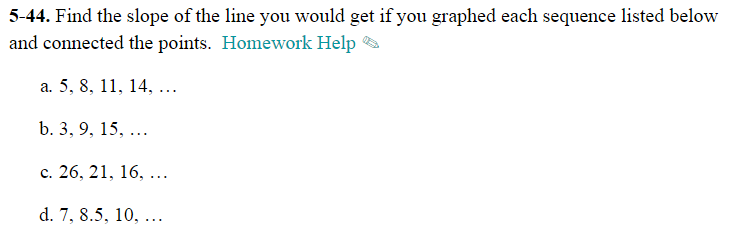 5-44. Find the slope of the line you would get if you graphed each sequence listed below
and connected the points. Homework Help ✎
a. 5, 8, 11, 14, …
b. 3, 9, 15, …
c. 26, 21, 16, …
d. 7, 8.5, 10, …